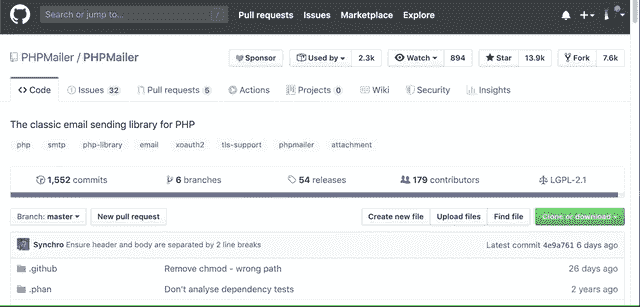 Search or jump to... / Pull requests Issues Marketplace Explore
PHPMailer / PHPMailer Sponsor Used by 2.3k Watch 894 Star 13.9k Fork 7.6k
Code Issues 32 Pull requests 5 Actions Projects 0 Wiki Security Insights
The classic email sending library for PHP
php smtp php-library email xoauth2 tls-support phpmailer attachment
1,552 commits 6 branches 54 releases 179 contributors LGPL-2.1
Branch: master New pull request Create new file Upload files Find file Clone or download
Synchro Ensure header and body are separated by 2 line breaks Latest commit 4e9a761 6 days ago
.github Remove chmod - wrong path 26 days ago
.phan Don't analyse dependency tests 2 years ago